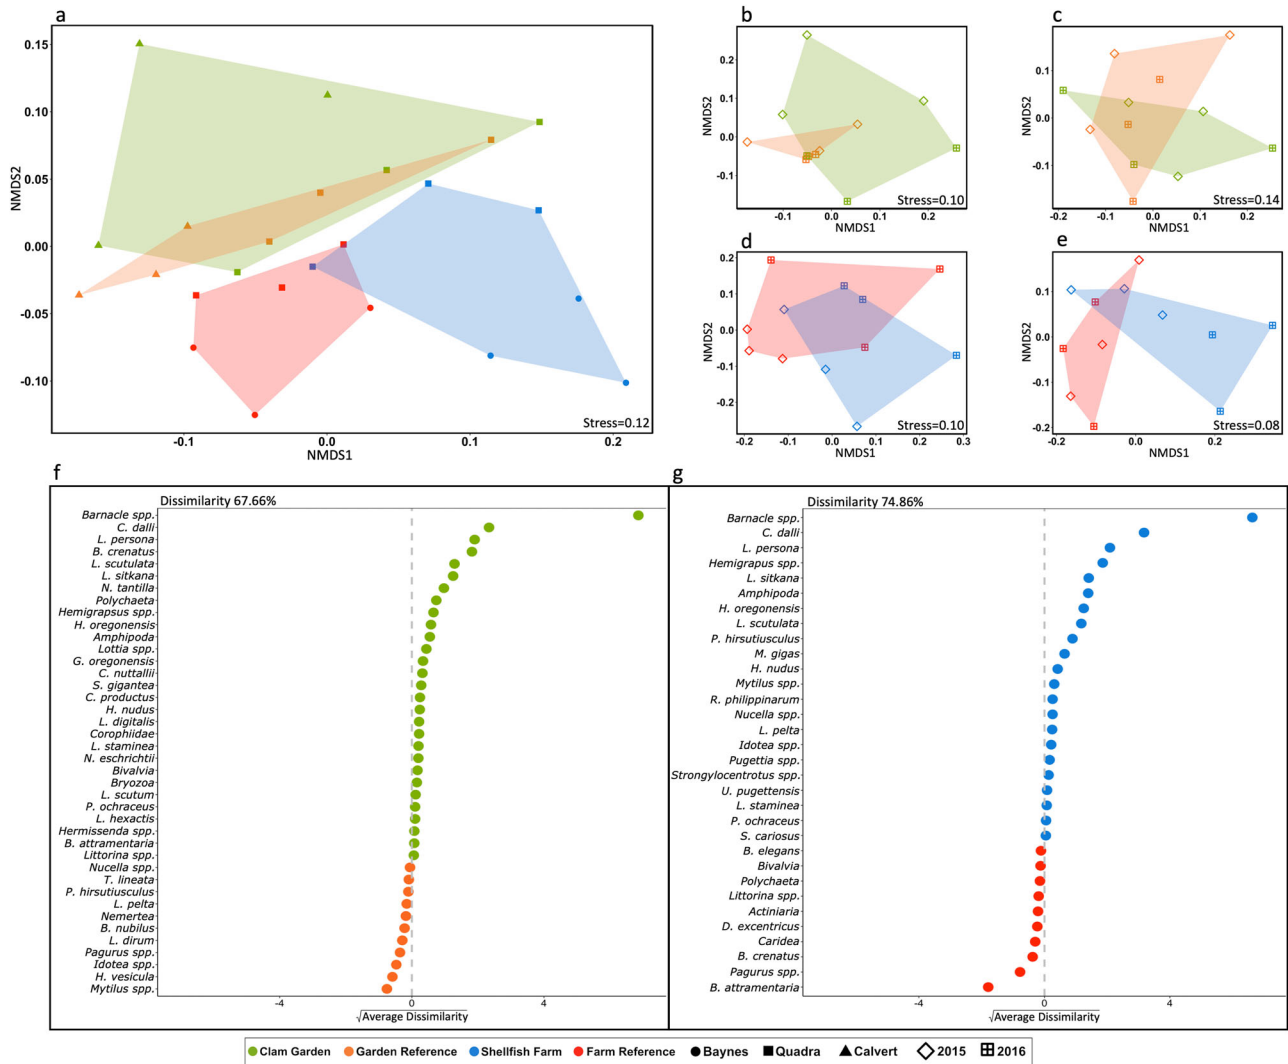 a
0.15
0.10
0.05
0.00
-0.05
-0.10
NMDS2
-0.1
0.0
0.1
0.2
NMDS1
Stress=0.12
b
0.2
0.1
0.0
-0.1
NMDS2
-0.1
0.0
0.1
0.2
NMDS1
Stress=0.10
c
0.1
0.0
-0.1
NMDS2
-0.2
-0.1
0.0
0.1
0.2
NMDS1
Stress=0.14
d
0.2
0.1
0.0
-0.1
-0.2
NMDS2
-0.2
-0.1
0.0
0.1
0.2
0.3
NMDS1
Stress=0.10
e
0.1
0.0
-0.1
-0.2
NMDS2
-0.2
0.0
0.2
NMDS1
Stress=0.08
f
Dissimilarity 67.66%
Barnacle spp.
C. dalli
L. persona
B. crenatus
L. scutulata
L. sitkana
N. tantilla
Polychaeta
Hemigrapsus spp.
H. oregonensis
Amphipoda
Lottia spp.
G. oregonensis
C. nuttallii
S. gigantea
C. productus
H. nudus
L. digitalis
Corophiidae
L. staminea
N. eschrichtii
Bivalvia
Bryozoa
L. scutum
P. ochraceus
L. hexactis
Hermissenda spp.
B. attramentaria
Littorina spp.
Nucella spp.
T. lineata
P. hirsutiusculus
L. pelta
Nemertea
B. nubilus
L. dirum
Pagurus spp.
Idotea spp.
H. vesicula
Mytilus spp.
-4
0
4
√Average Dissimilarity
g
Dissimilarity 74.86%
Barnacle spp.
C. dalli
L. persona
Hemigrapus spp.
L. sitkana
Amphipoda
H. oregonensis
L. scutulata
P. hirsutiusculus
M. gigas
H. nudus
Mytilus spp.
R. philippinarum
Nucella spp.
L. pelta
Idotea spp.
Pugettia spp.
Strongylocentrotus spp.
U. pugettensis
L. staminea
P. ochraceus
S. cariosus
B. elegans
Bivalvia
Polychaeta
Littorina spp.
Actiniaria
D. excentricus
Caridea
B. crenatus
Pagurus spp.
B. attramentaria
-4
0
4
√Average Dissimilarity
Clam Garden Garden Reference Shellfish Farm Farm Reference Baynes Quadra Calvert 2015 2016